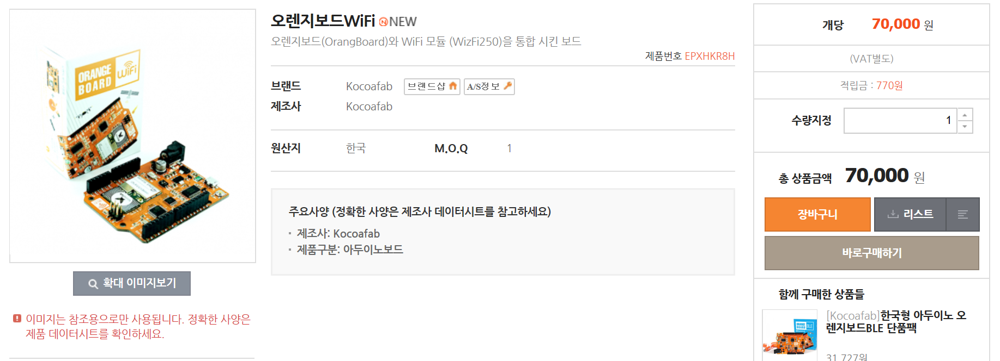 오렌지보드WiFi NEW
오렌지보드(OrangBoard)와 WiFi 모듈 (WizFi250)을 통합 시킨 보드
제품번호 EPXHKR8H
브랜드 Kocoafab 브랜드샵 A/S정보
제조사 Kocoafab
원산지 한국 M.O.Q 1
주요사양 (정확한 사양은 제조사 데이터시트를 참고하세요)
제조사: Kocoafab
제품구분: 아두이노보드
ORANGE BOARD WiFi
확대 이미지보기
이미지는 참조용으로만 사용됩니다. 정확한 사양은
제품 데이터시트를 확인하세요.
개당 70,000 원
(VAT별도)
적립금 : 770원
수량지정 1
총 상품금액 70,000 원
장바구니 리스트
바로구매하기
함께 구매한 상품들
[Kocoafab]한국형 아두이노 오
렌지보드BLE 단품팩
31,727원
ORANGE BOARD BLE